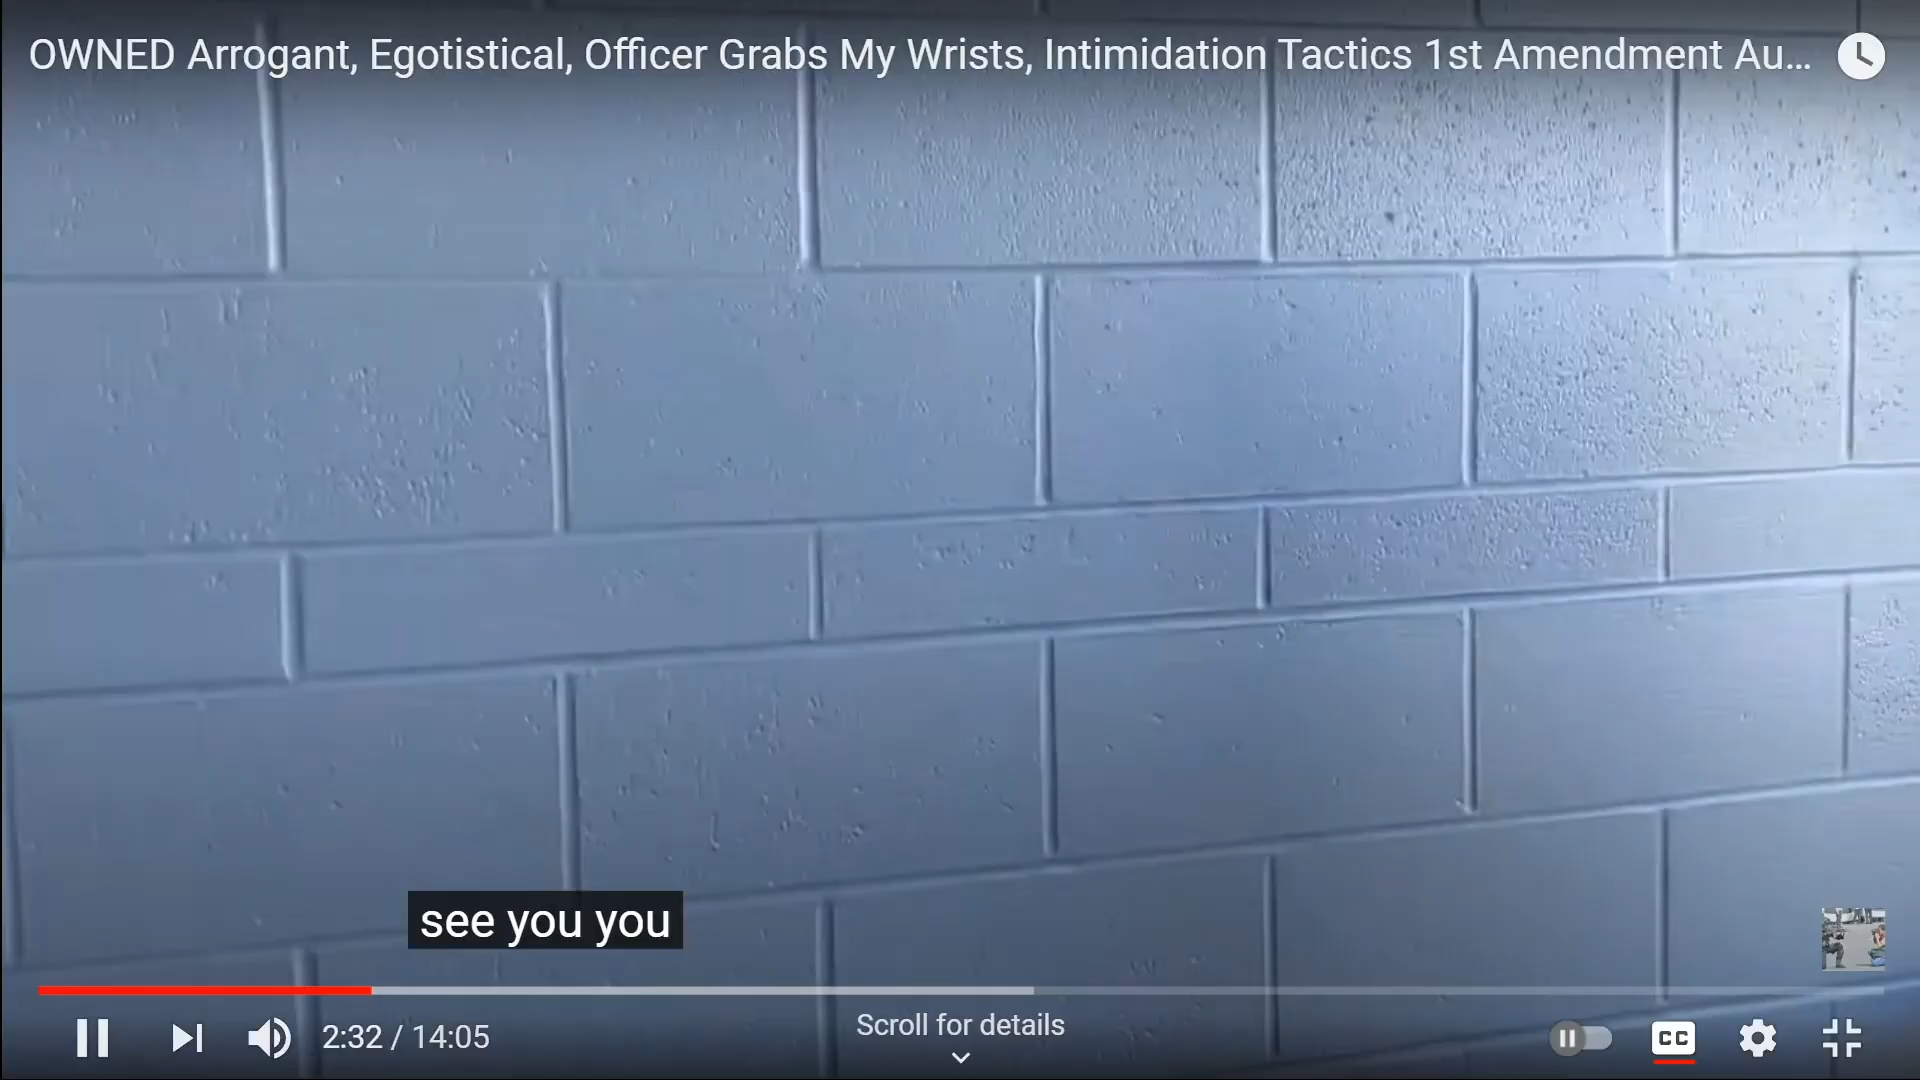 OWNED Arrogant, Egotistical, Officer Grabs My Wrists, Intimidation Tactics 1st Amendment Au...
see you you
2:32 / 14:05
Scroll for details
CC